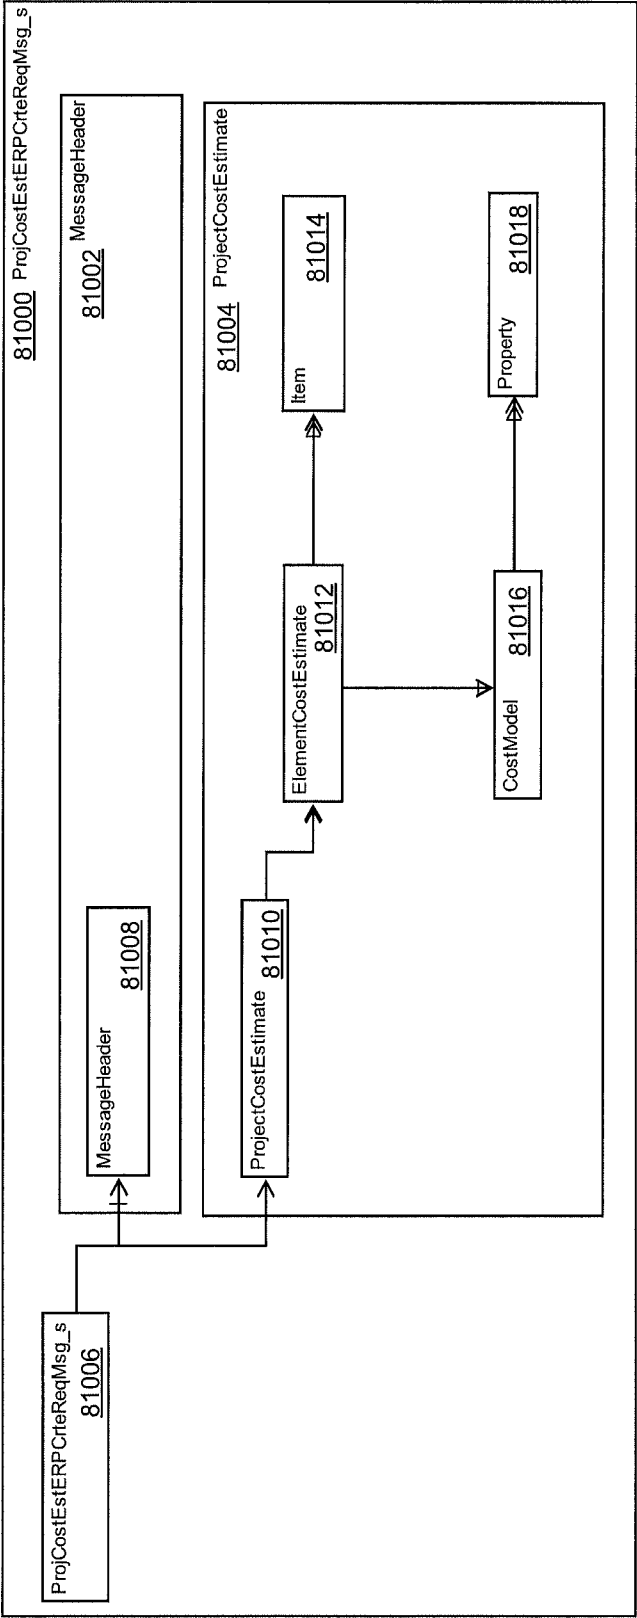 81000 ProjCostEstERPCrteReqMsg_s
81002 MessageHeader
81004 ProjectCostEstimate
ProjCostEstERPCrteReqMsg_s
81006
MessageHeader
81008
ProjectCostEstimate
81010
ElementCostEstimate
81012
Item
81014
CostModel
81016
Property
81018